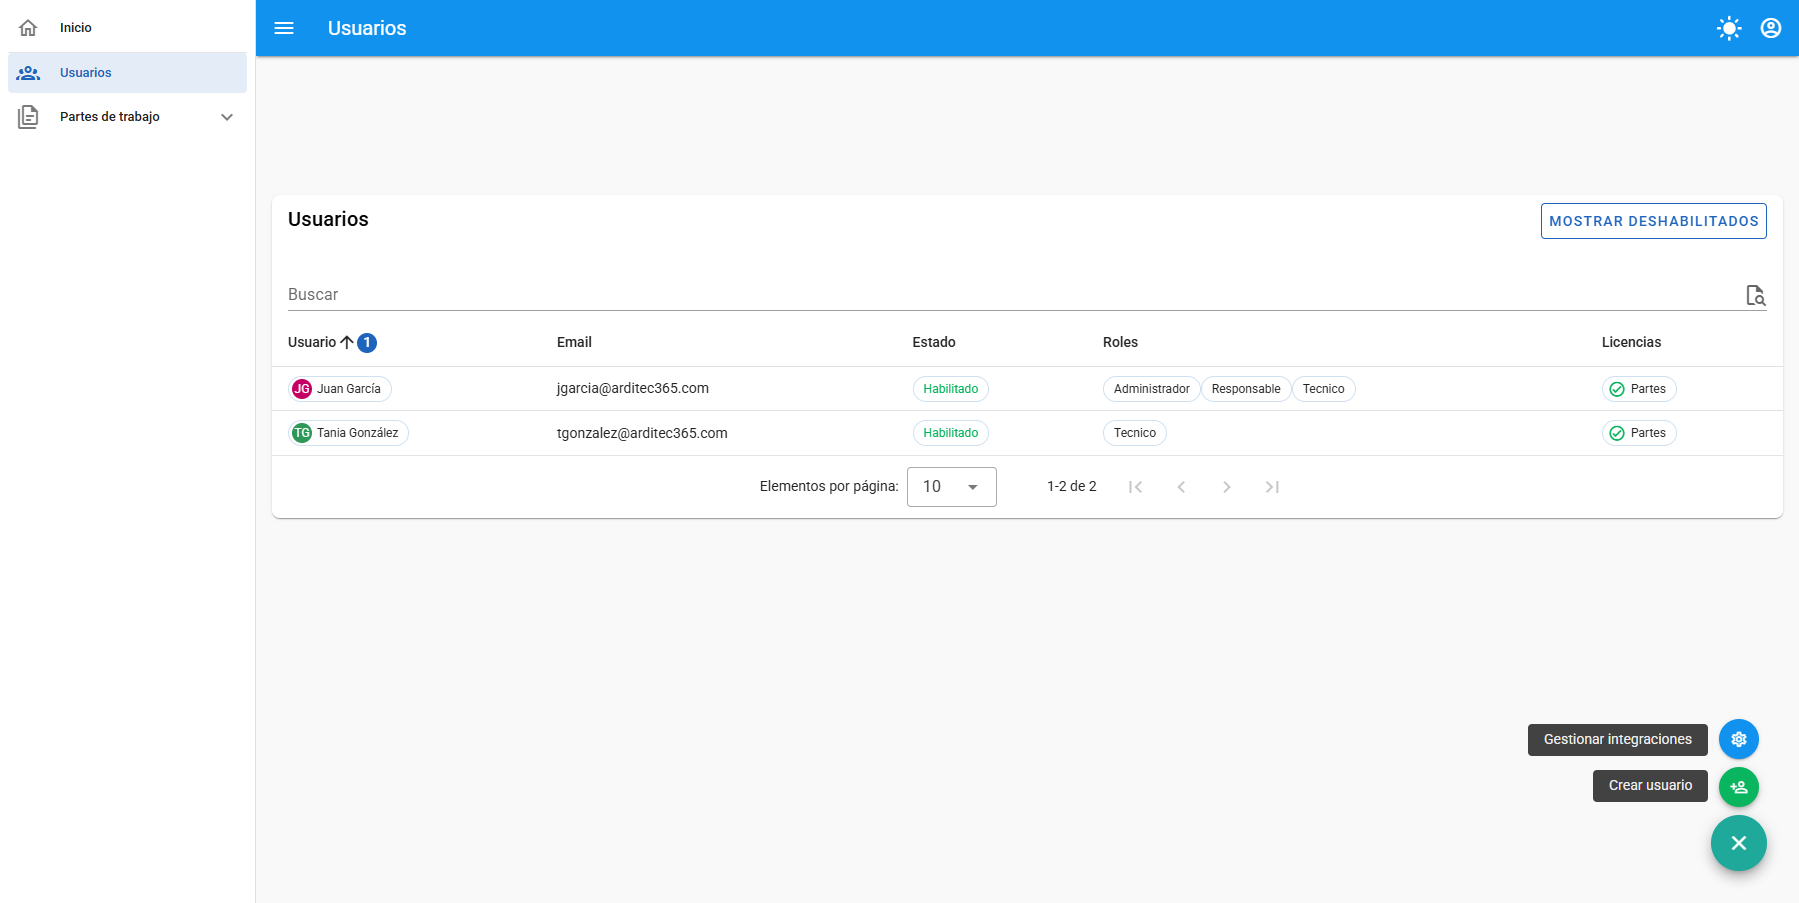 Inicio
Usuarios
Usuarios
Partes de trabajo
Usuarios
MOSTRAR DESHABILITADOS
Buscar
Usuario 1 Email Estado Roles Licencias
JG Juan García jgarcia@arditec365.com Habilitado Administrador Responsable Tecnico Partes
TG Tania González tgonzalez@arditec365.com Habilitado Tecnico Partes
Elementos por página: 10 1-2 de 2
Gestionar integraciones
Crear usuario